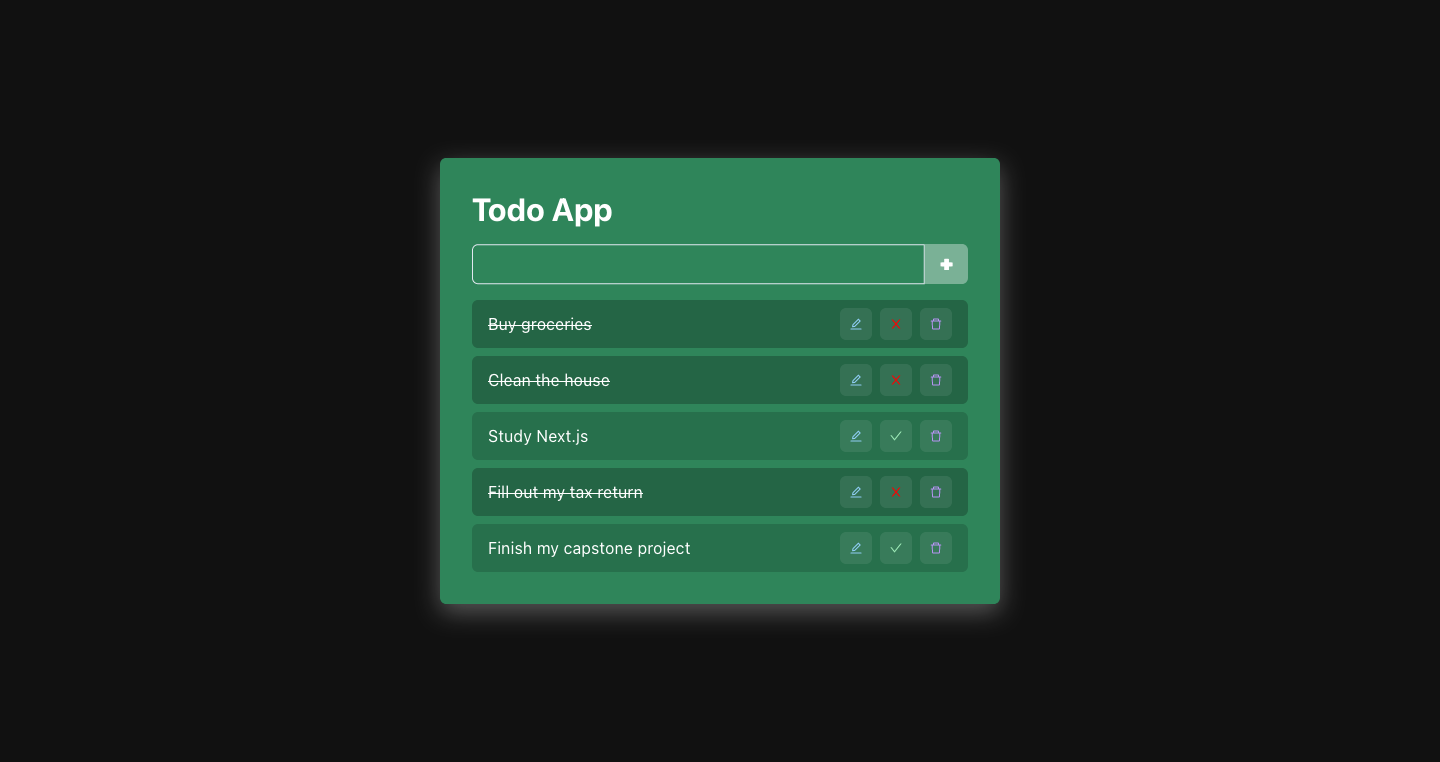 Todo App
Buy groceries
Clean the house
Study Next.js
Fill out my tax return
Finish my capstone project